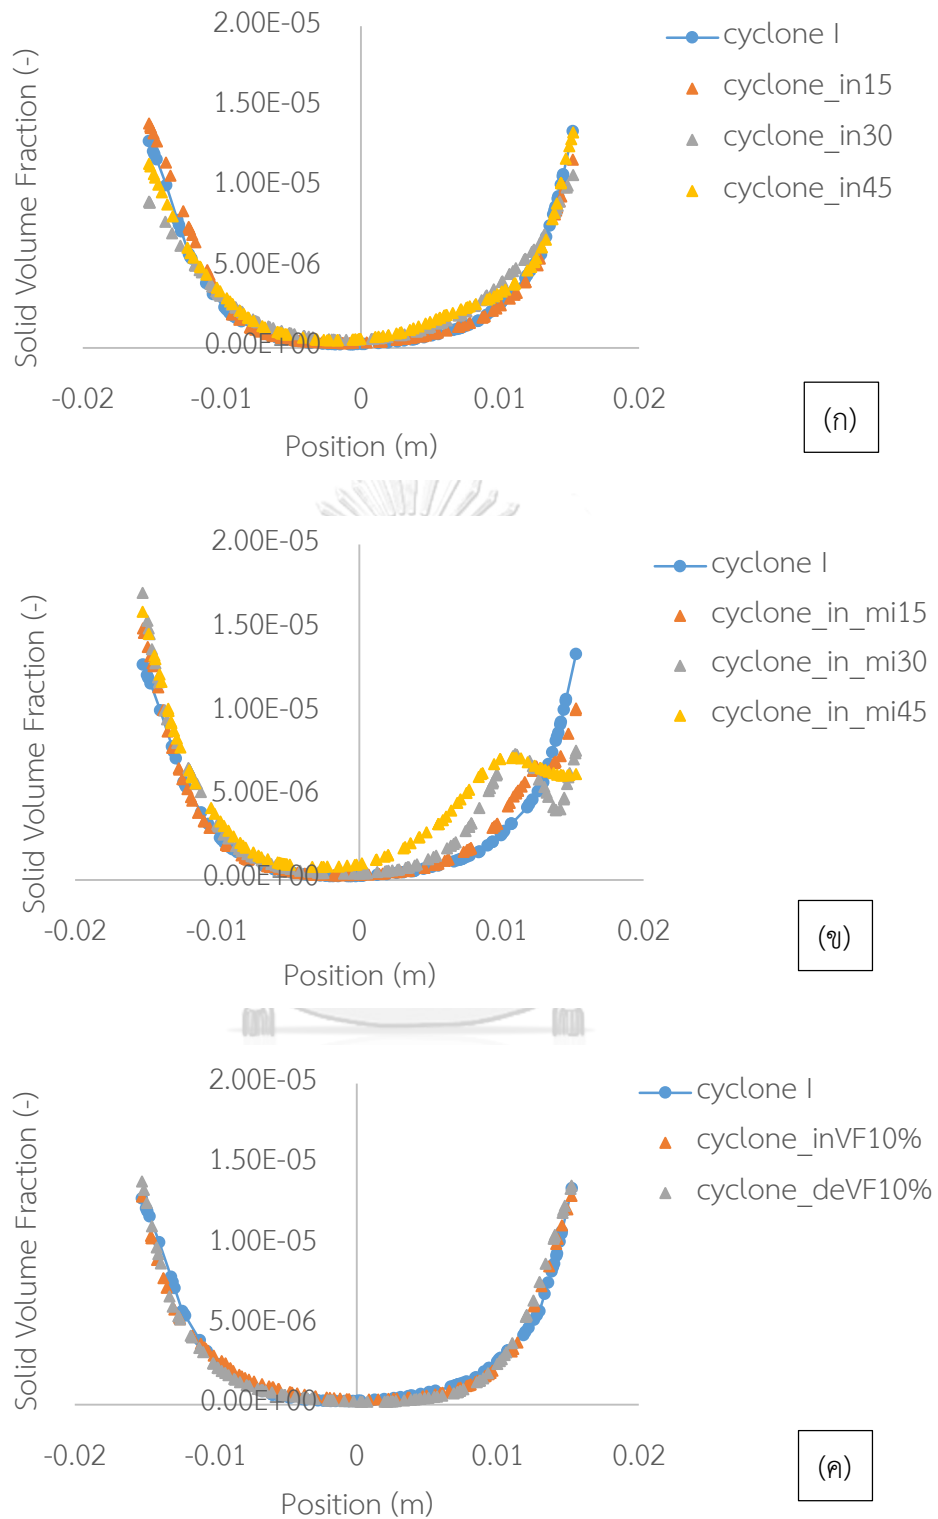 2.00E-05
1.50E-05
1.00E-05
5.00E-06
0.00E+00
-0.02 -0.01 0 0.01 0.02
Solid Volume Fraction (-)
Position (m)
cyclone I
cyclone_in15
cyclone_in30
cyclone_in45
(ก)
2.00E-05
1.50E-05
1.00E-05
5.00E-06
0.00E+00
-0.02 -0.01 0 0.01 0.02
Solid Volume Fraction (-)
Position (m)
cyclone I
cyclone_in_mi15
cyclone_in_mi30
cyclone_in_mi45
(ข)
2.00E-05
1.50E-05
1.00E-05
5.00E-06
0.00E+00
-0.02 -0.01 0 0.01 0.02
Solid Volume Fraction (-)
Position (m)
cyclone I
cyclone_inVF10%
cyclone_deVF10%
(ค)